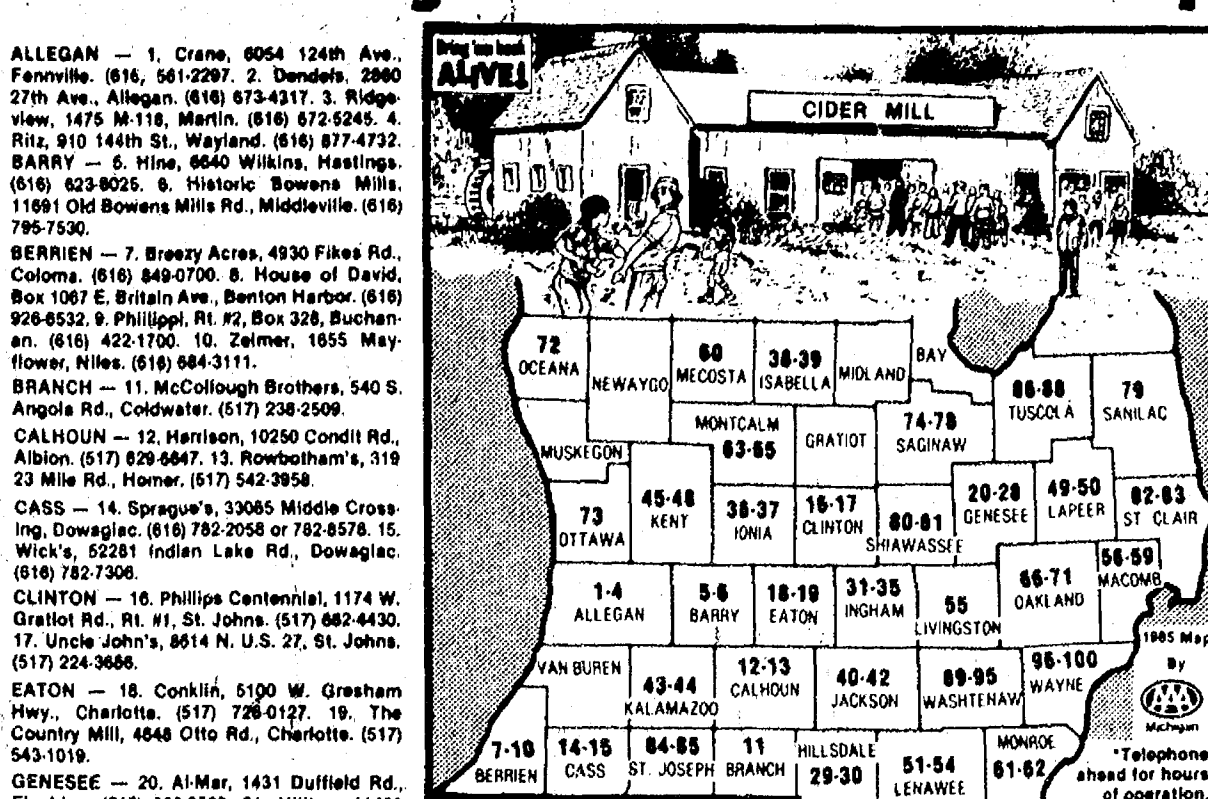 ALLEGAN — 1. Crane, 6054 124th Ave.,
Fennville. (616, 561-2297. 2. Dendels, 2860
27th Ave., Allegan. (616) 673-4317. 3. Ridge-
view, 1475 M-118, Martin. (616) 672-5245. 4.
Ritz, 910 144th St., Wayland. (616) 877-4732.
BARRY — 5. Hine, 6640 Wilkins, Hastings.
(616) 623-8025. 6. Historic Bowens Mills,
11691 Old Bowens Mills Rd., Middleville. (616)
795-7530.
BERRIEN — 7. Breezy Acres, 4930 Fikes Rd.,
Coloma. (616) 849-0700. 8. House of David,
Box 1067 E. Britain Ave., Benton Harbor. (616)
926-6532. 9. Phillippi, Rt. #2, Box 328, Buchan-
an. (616) 422-1700. 10. Zelmer, 1655 May-
flower, Niles. (616) 684-3111.
BRANCH — 11. McCollough Brothers, 540 S.
Angola Rd., Coldwater. (517) 238-2509.
CALHOUN — 12. Harrison, 10250 Condit Rd.,
Albion. (517) 629-6647. 13. Rowbotham's, 319
23 Mile Rd., Homer. (517) 542-3958.
CASS — 14. Sprague's, 33085 Middle Cross-
ing, Dowagiac. (616) 782-2058 or 782-8578. 15.
Wick's, 52281 Indian Lake Rd., Dowagiac.
(616) 782-7306.
CLINTON — 16. Phillips Centennial, 1174 W.
Gratiot Rd., Rt. #1, St. Johns. (517) 662-4430.
17. Uncle John's, 8614 N. U.S. 27, St. Johns.
(517) 224-3686.
EATON — 18. Conklin, 5100 W. Gresham
Hwy., Charlotte. (517) 726-0127. 19. The
Country Mill, 4648 Otto Rd., Charlotte. (517)
543-1019.
GENESEE — 20. Al-Mar, 1431 Duffield Rd.,
Bring 'em back
ALIVE!
CIDER MILL
72
OCEANA
NEWAYGO
60
MECOSTA
38-39
ISABELLA
MIDLAND
BAY
86-88
TUSCOLA
79
SANILAC
MUSKEGON
MONTCALM
63-65
GRATIOT
74-78
SAGINAW
73
OTTAWA
45-48
KENT
36-37
IONIA
16-17
CLINTON
80-81
SHIAWASSEE
20-28
GENESEE
49-50
LAPEER
82-83
ST CLAIR
1-4
ALLEGAN
5-6
BARRY
18-19
EATON
31-35
INGHAM
55
LIVINGSTON
66-71
OAKLAND
56-59
MACOMB
VAN BUREN
43-44
KALAMAZOO
12-13
CALHOUN
40-42
JACKSON
89-95
WASHTENAW
96-100
WAYNE
7-10
BERRIEN
14-15
CASS
84-85
ST. JOSEPH
11
BRANCH
HILLSDALE
29-30
51-54
LENAWEE
MONROE
61-62
1985 Map
By
AAA
Michigan
*Telephone
ahead for hours
of operation.